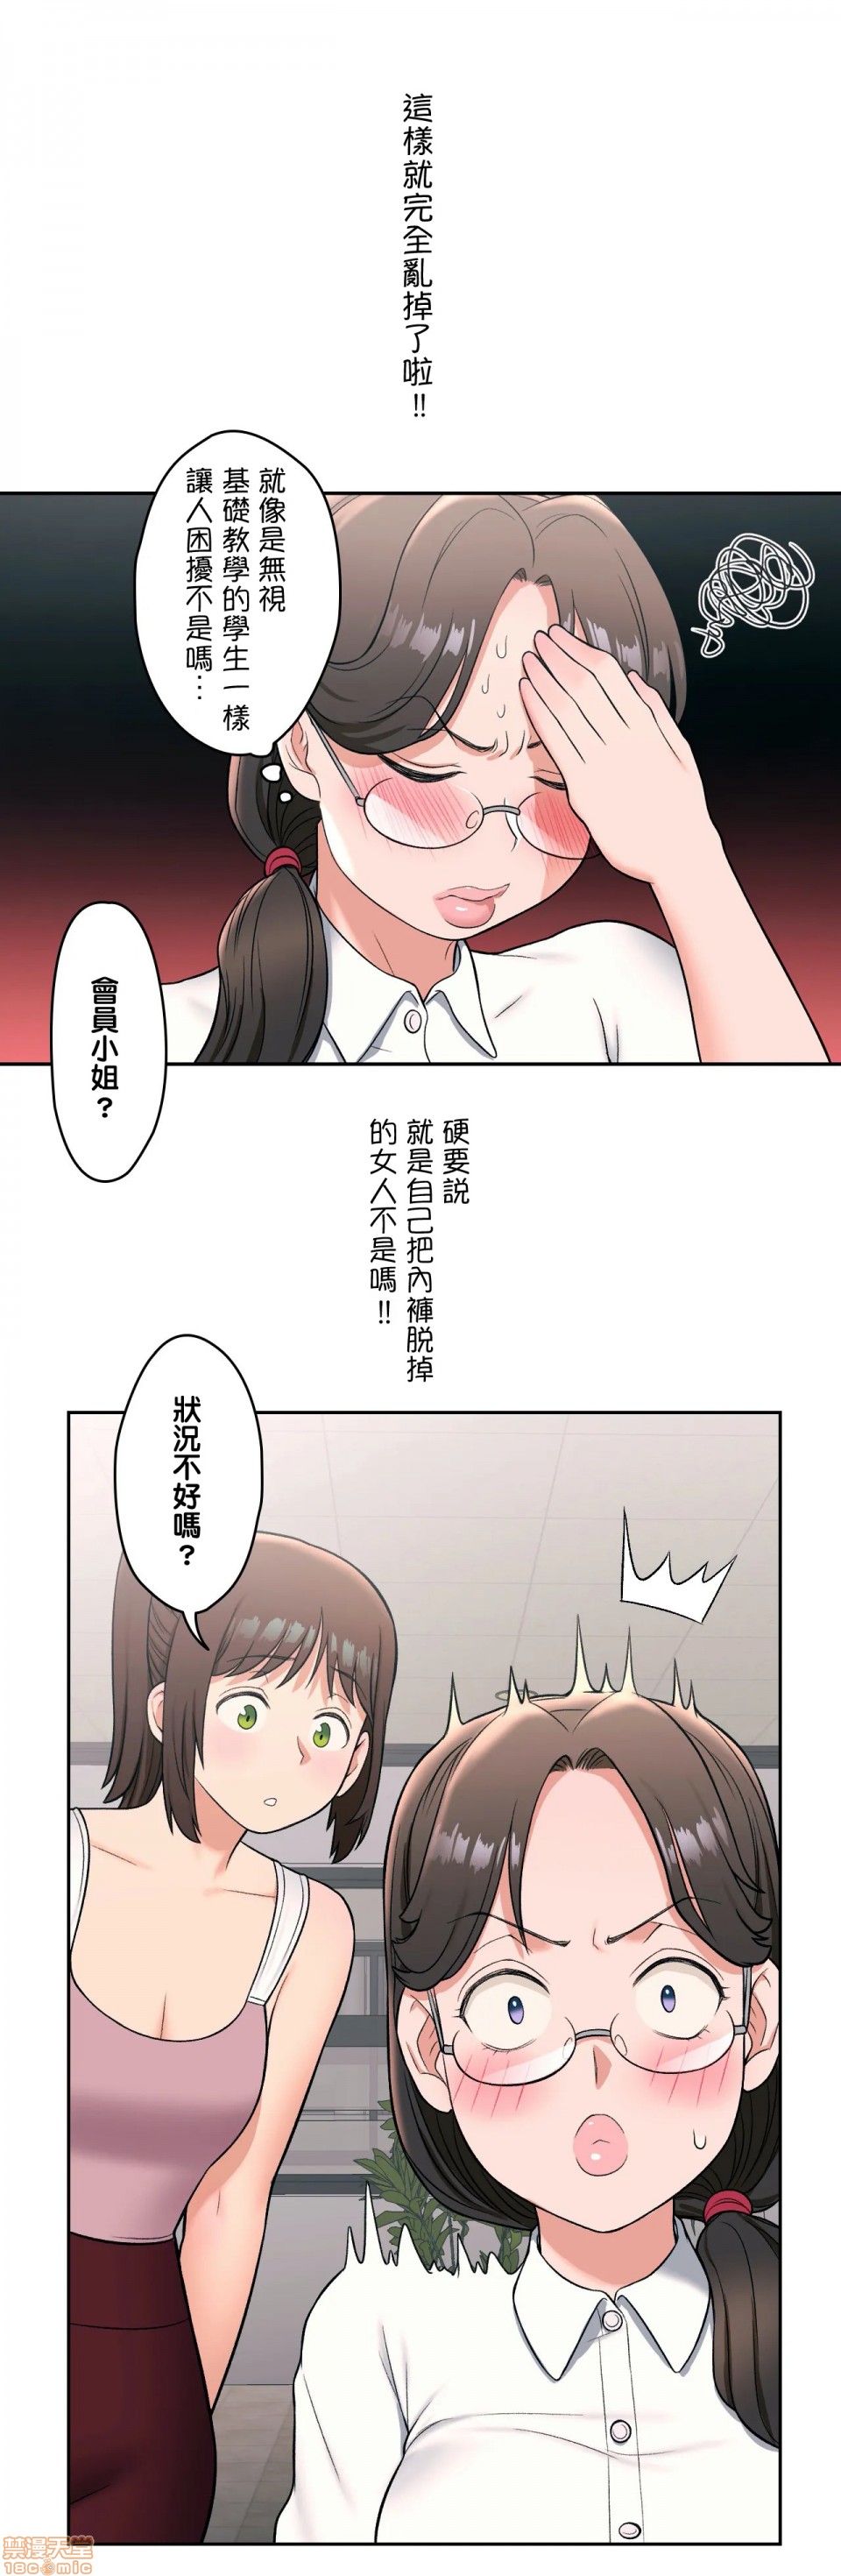 這樣就完全亂掉了啦!!
就像是無視
基礎教學的學生一樣
讓人困擾不是嗎…
會員小姐？
硬要説
就是自己把內褲脱掉
的女人不是嗎!!
狀況不好嗎？
禁漫天堂
18comic